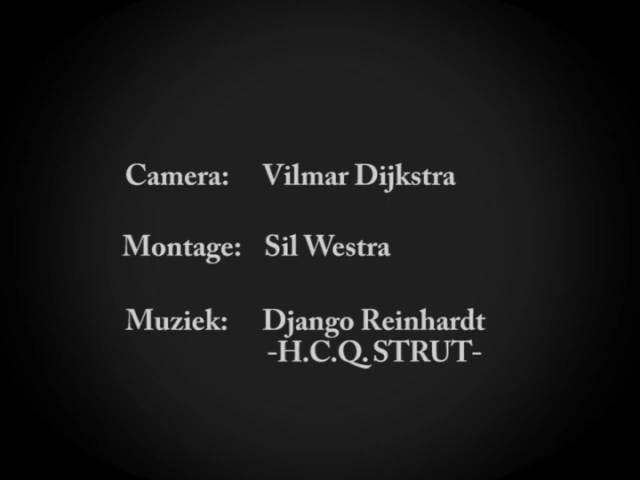 Camera: Vilmar Dijkstra
Montage: Sil Westra
Muziek: Django Reinhardt
-H.C.Q. STRUT-